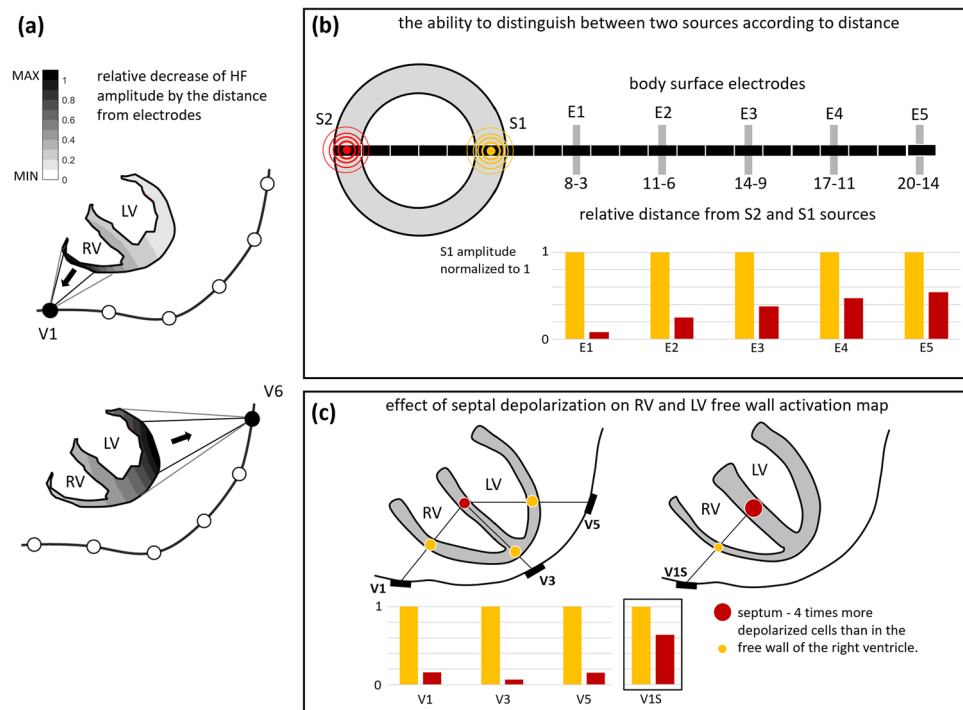 (a)
MAX
MIN
1
0.8
0.6
0.4
0.2
0
relative decrease of HF
amplitude by the distance
from electrodes
LV
RV
V1
V6
LV
RV
(b)
the ability to distinguish between two sources according to distance
S2
S1
body surface electrodes
E1 E2 E3 E4 E5
8-3 11-6 14-9 17-11 20-14
relative distance from S2 and S1 sources
S1 amplitude
normalized to 1
1
0
E1 E2 E3 E4 E5
(c)
effect of septal depolarization on RV and LV free wall activation map
LV
RV
V5
V1
V3
LV
RV
V1S
1
0
V1 V3 V5 V1S
septum - 4 times more
depolarized cells than in the
free wall of the right ventricle.